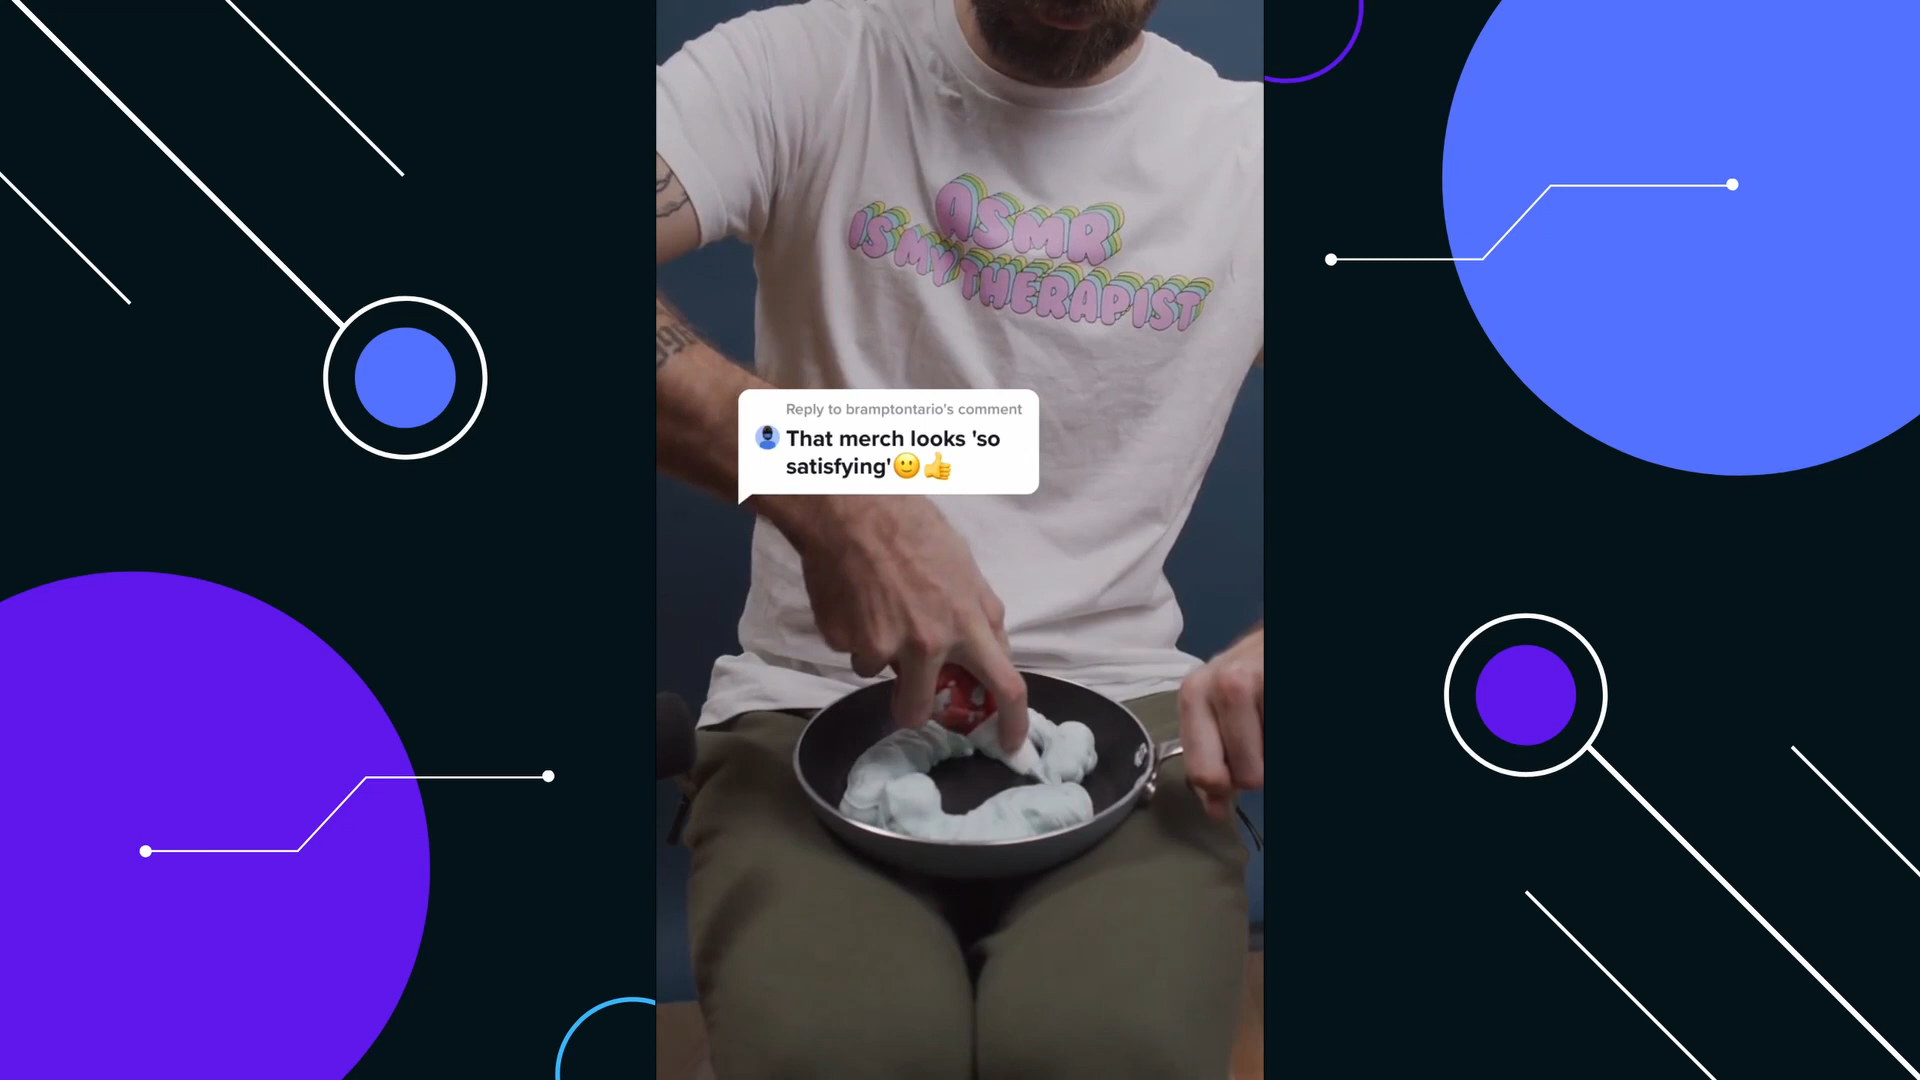 ASMR
IS MY THERAPIST
Reply to bramptontario's comment
That merch looks 'so
satisfying'🙂👍